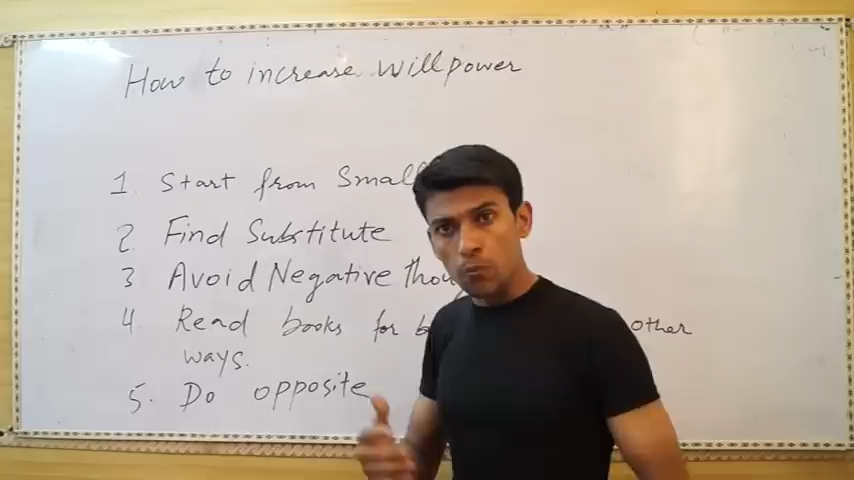 How to increase Willpower
1. Start from Small
2. Find Substitute
3 Avoid Negative
4. Read books for other
ways.
5. Do opposite